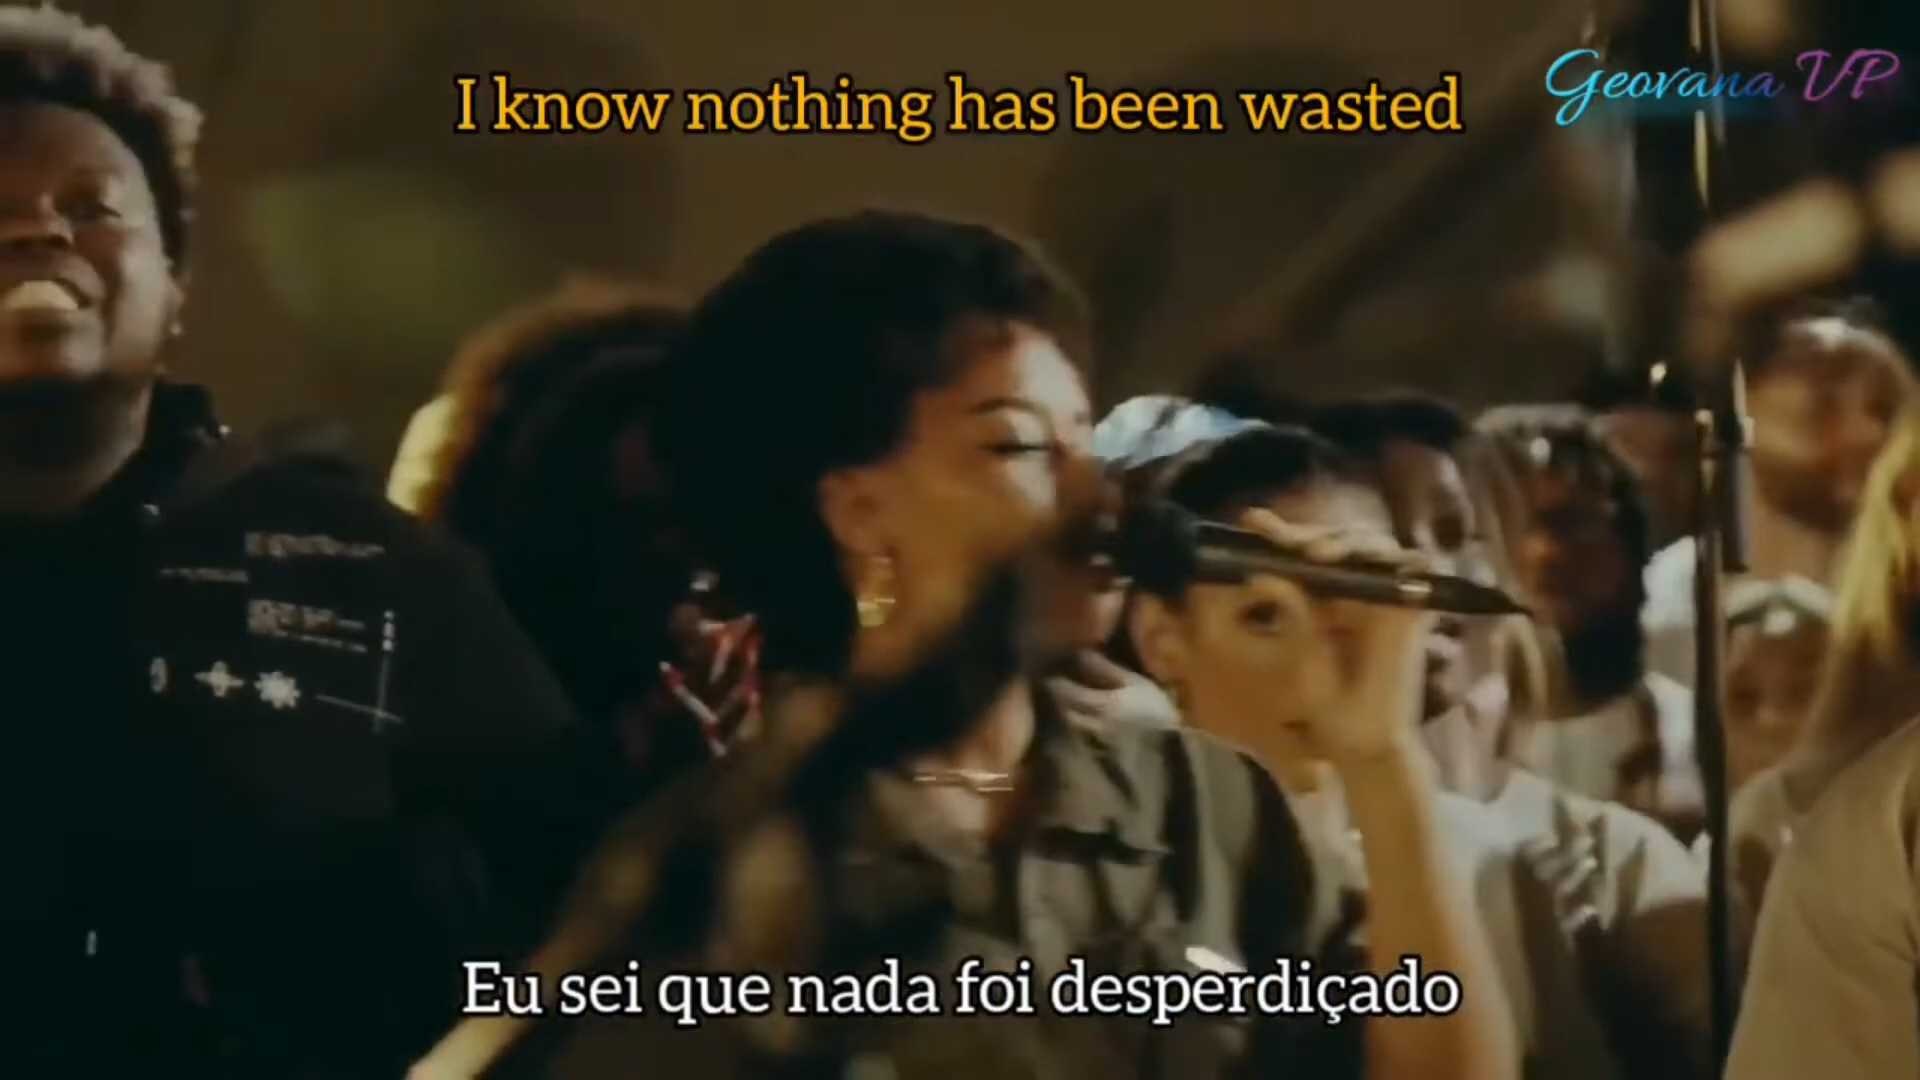 I know nothing has been wasted
Geovana VP
Eu sei que nada foi desperdiçado